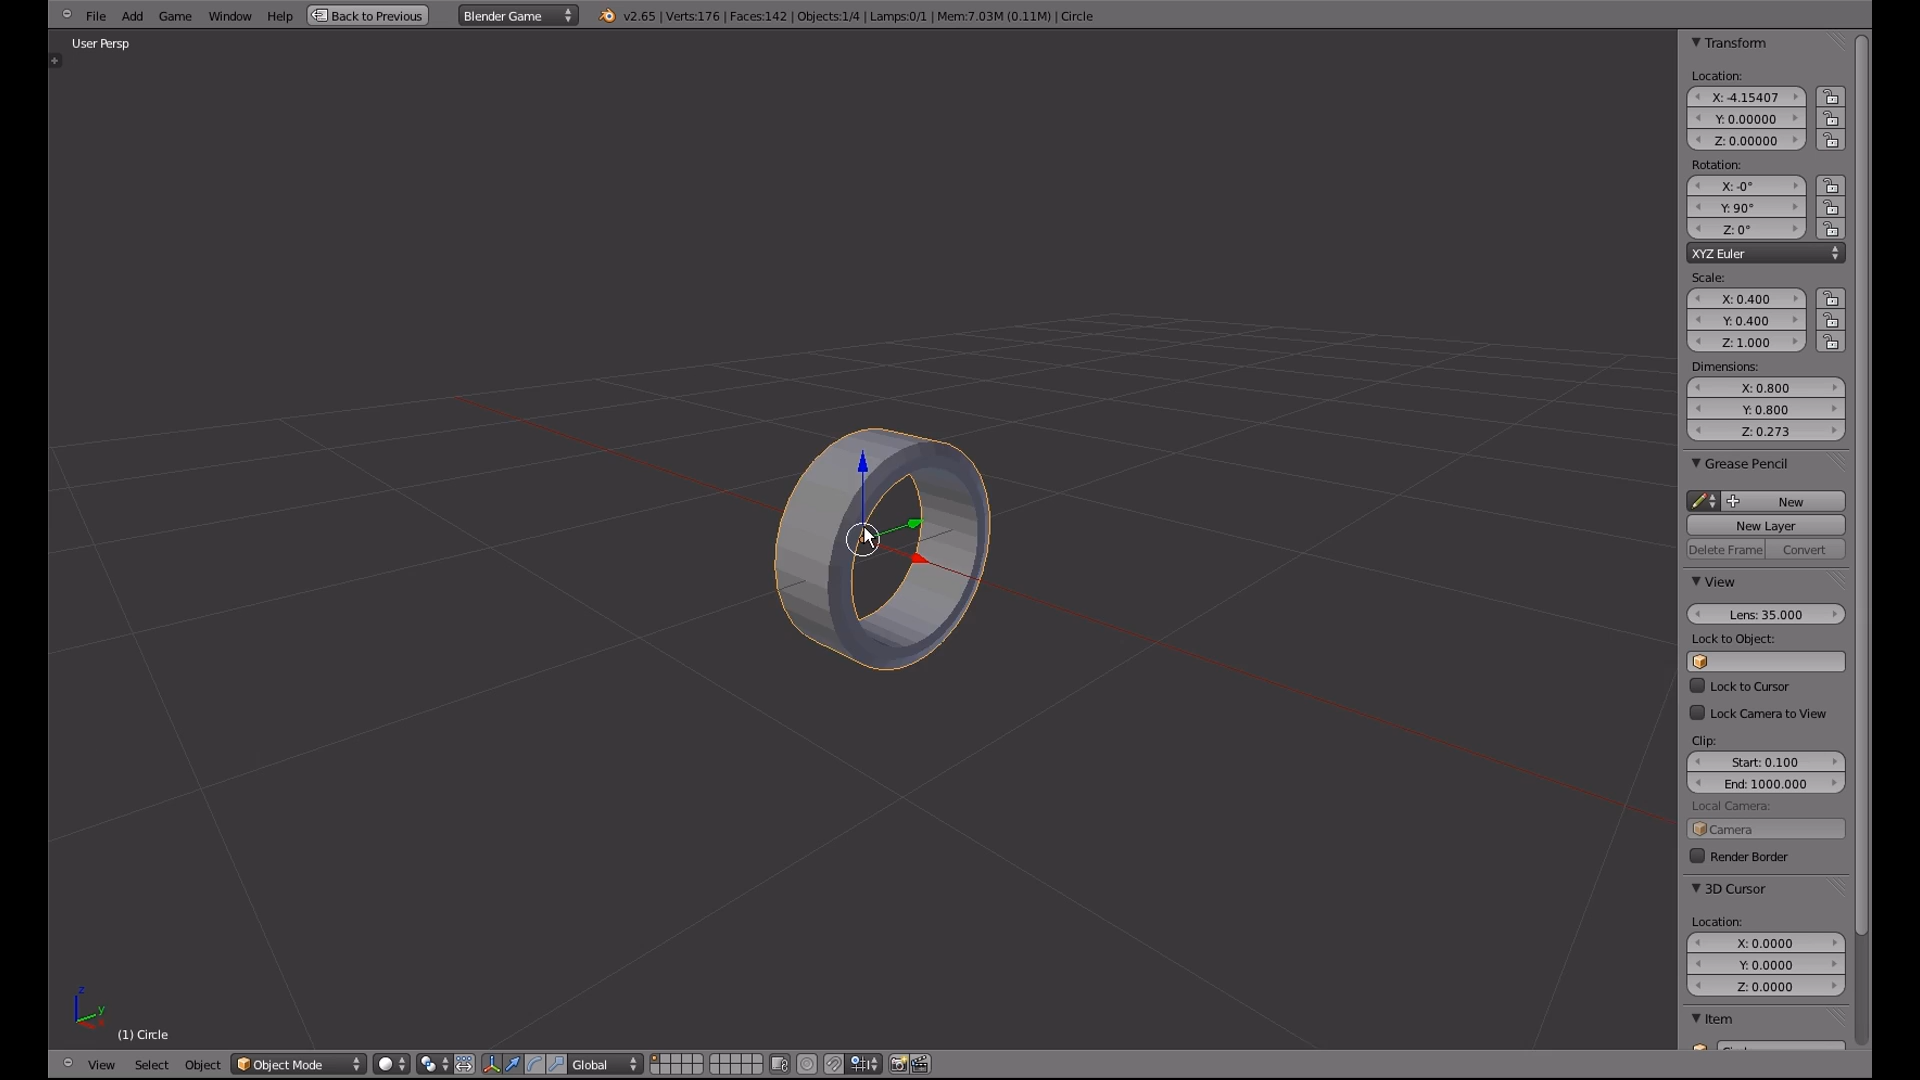 File Add Game Window Help Back to Previous Blender Game v2.65 | Verts:176 | Faces:142 | Objects:1/4 | Lamps:0/1 | Mem:7.03M (0.11M) | Circle
User Persp
Transform
Location:
X: -4.15407
Y: 0.00000
Z: 0.00000
Rotation:
X: -0°
Y: 90°
Z: 0°
XYZ Euler
Scale:
X: 0.400
Y: 0.400
Z: 1.000
Dimensions:
X: 0.800
Y: 0.800
Z: 0.273
Grease Pencil
New
New Layer
Delete Frame Convert
View
Lens: 35.000
Lock to Object:
Lock to Cursor
Lock Camera to View
Clip:
Start: 0.100
End: 1000.000
Local Camera:
Camera
Render Border
3D Cursor
Location:
X: 0.0000
Y: 0.0000
Z: 0.0000
Item
z
y
x
(1) Circle
View Select Object Object Mode Global